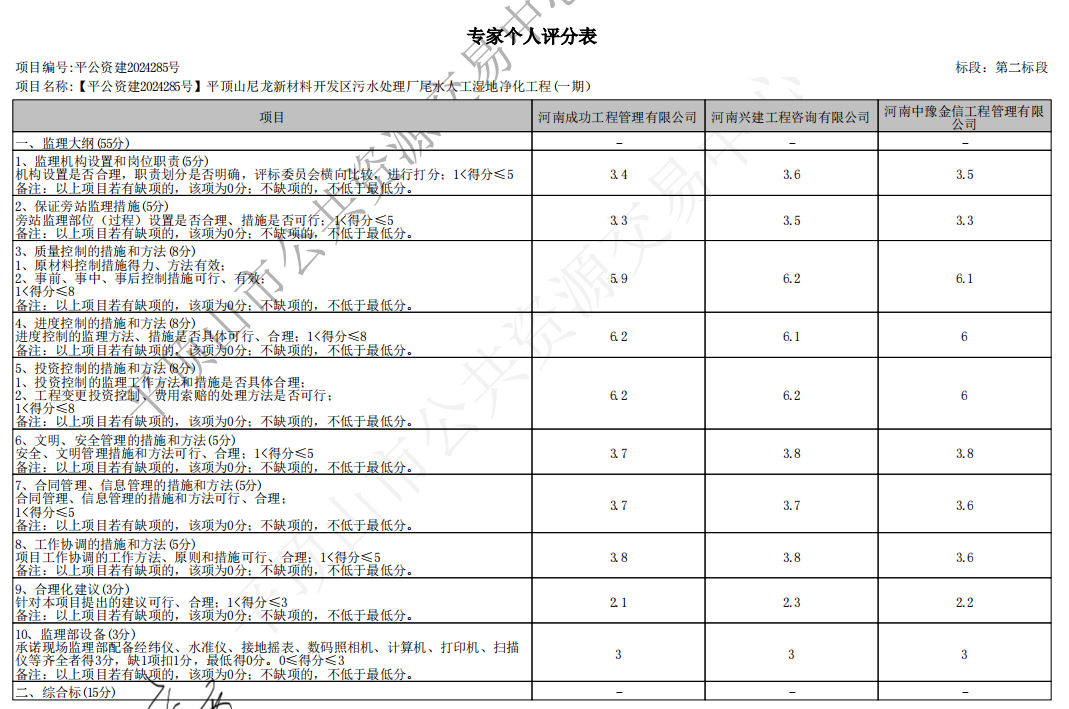 专家个人评分表
项目编号:平公资建2024285号
标段: 第二标段
项目名称:【平公资建2024285号】平顶山尼龙新材料开发区污水处理厂尾水人工湿地净化工程(一期)
项目 河南成功工程管理有限公司 河南兴建工程咨询有限公司 河南中豫金信工程管理有限
公司
一、监理大纲(55分) - - -
1、监理机构设置和岗位职责(5分)
机构设置是否合理，职责划分是否明确，评标委员会横向比较，进行打分；1<得分≤5 3.4 3.6 3.5
备注：以上项目若有缺项的，该项为0分；不缺项的，不低于最低分。
2、保证旁站监理措施(5分)
旁站监理部位（过程）设置是否合理、措施是否可行；1<得分≤5 3.3 3.5 3.3
备注：以上项目若有缺项的，该项为0分；不缺项的，不低于最低分。
3、质量控制的措施和方法(8分)
1、原材料控制措施得力、方法有效；
2、事前、事中、事后控制措施可行、有效； 5.9 6.2 6.1
1<得分≤8
备注：以上项目若有缺项的，该项为0分；不缺项的，不低于最低分。
4、进度控制的措施和方法(8分)
进度控制的监理方法、措施是否具体可行、合理；1<得分≤8 6.2 6.1 6
备注：以上项目若有缺项的，该项为0分；不缺项的，不低于最低分。
5、投资控制的措施和方法(8分)
1、投资控制的监理工作方法和措施是否具体合理；
2、工程变更投资控制、费用索赔的处理方法是否可行； 6.2 6.2 6
1<得分≤8
备注：以上项目若有缺项的，该项为0分；不缺项的，不低于最低分。
6、文明、安全管理的措施和方法(5分)
安全、文明管理措施和方法可行、合理；1<得分≤5 3.7 3.8 3.8
备注：以上项目若有缺项的，该项为0分；不缺项的，不低于最低分。
7、合同管理、信息管理的措施和方法(5分)
合同管理、信息管理的措施和方法可行、合理；
1<得分≤5 3.7 3.7 3.6
备注：以上项目若有缺项的，该项为0分；不缺项的，不低于最低分。
8、工作协调的措施和方法(5分)
项目工作协调的工作方法、原则和措施可行、合理；1<得分≤5 3.8 3.8 3.6
备注：以上项目若有缺项的，该项为0分；不缺项的，不低于最低分。
9、合理化建议(3分)
针对本项目提出的建议可行、合理；1<得分≤3 2.1 2.3 2.2
备注：以上项目若有缺项的，该项为0分；不缺项的，不低于最低分。
10、监理部设备(3分)
承诺现场监理部配备经纬仪、水准仪、接地摇表、数码照相机、计算机、打印机、扫描
仪等齐全者得3分，缺1项扣1分，最低得0分。0≤得分≤3 3 3 3
备注：以上项目若有缺项的，该项为0分；不缺项的，不低于最低分。
二、综合标(15分) - - -
平顶山市公共资源交易中心
平顶山市公共资源交易中心